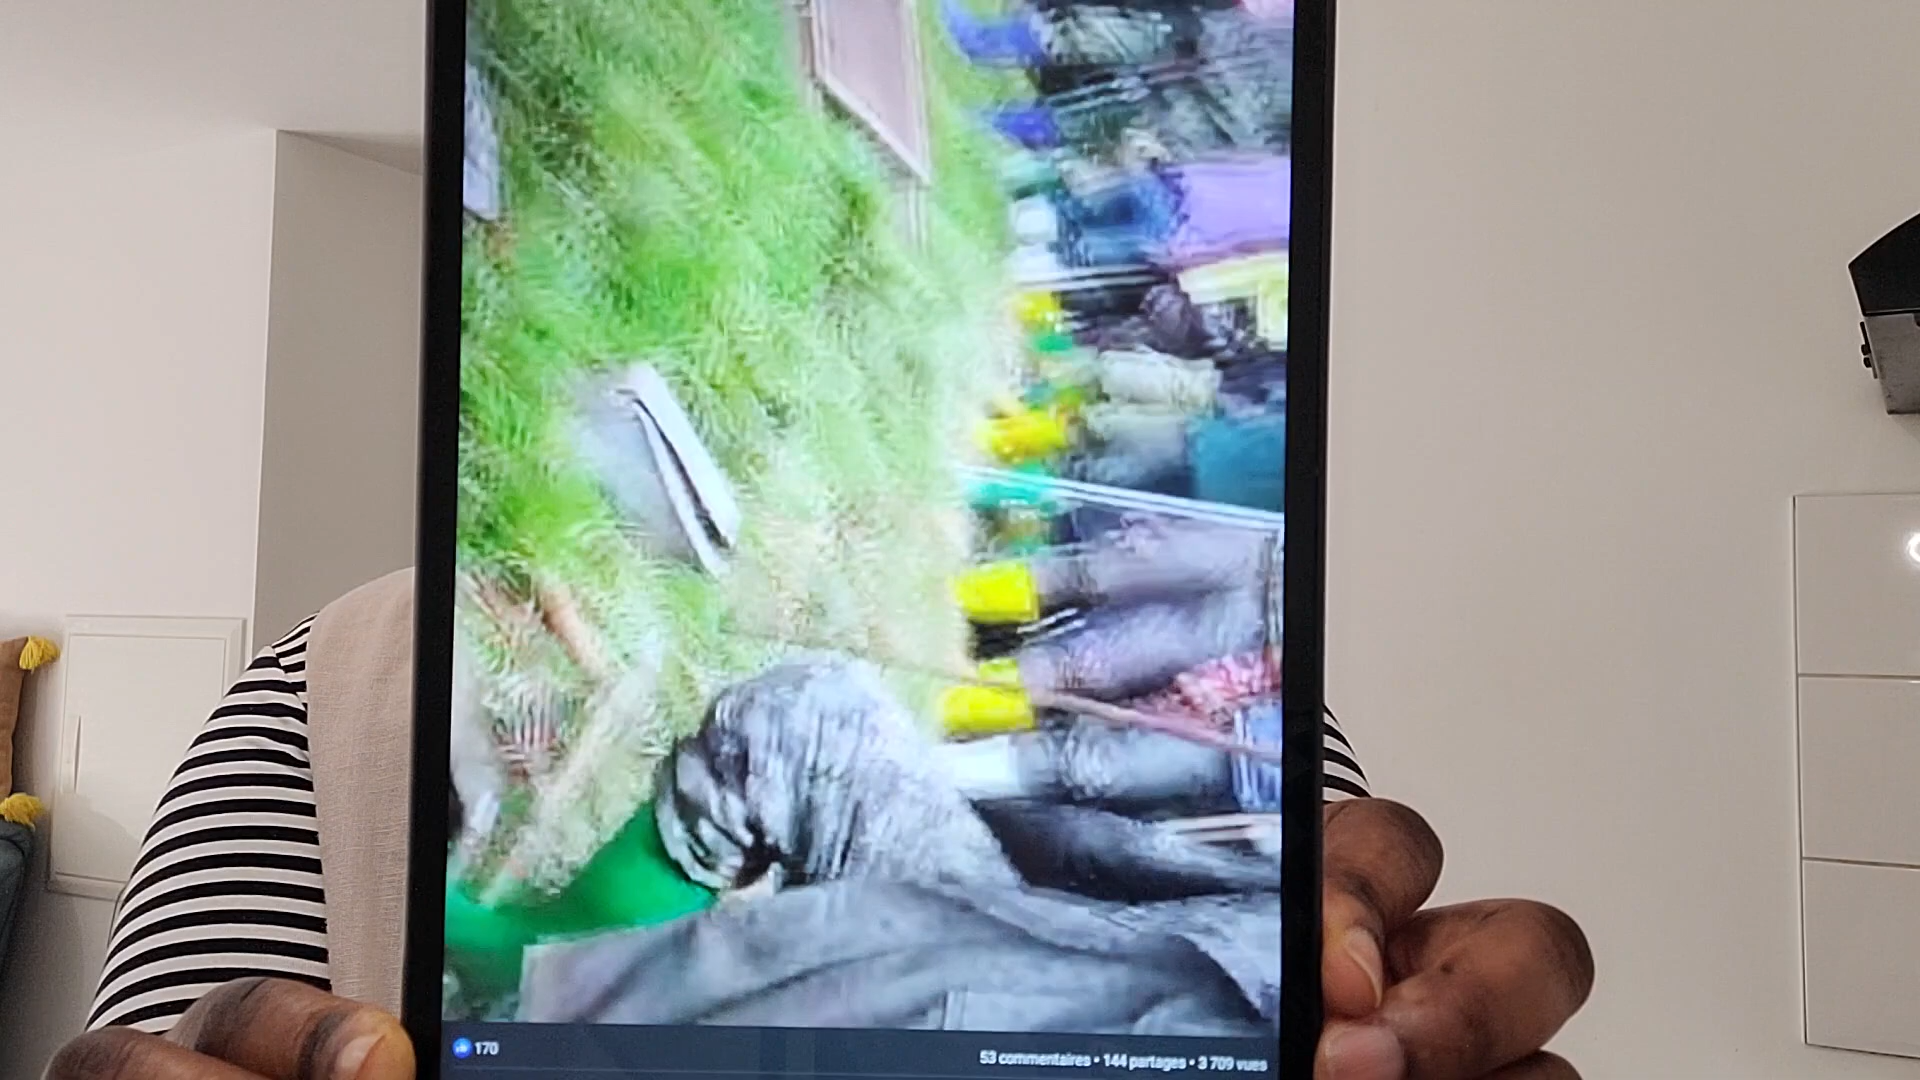 170
53 commentaires • 144 partages • 3 709 vues